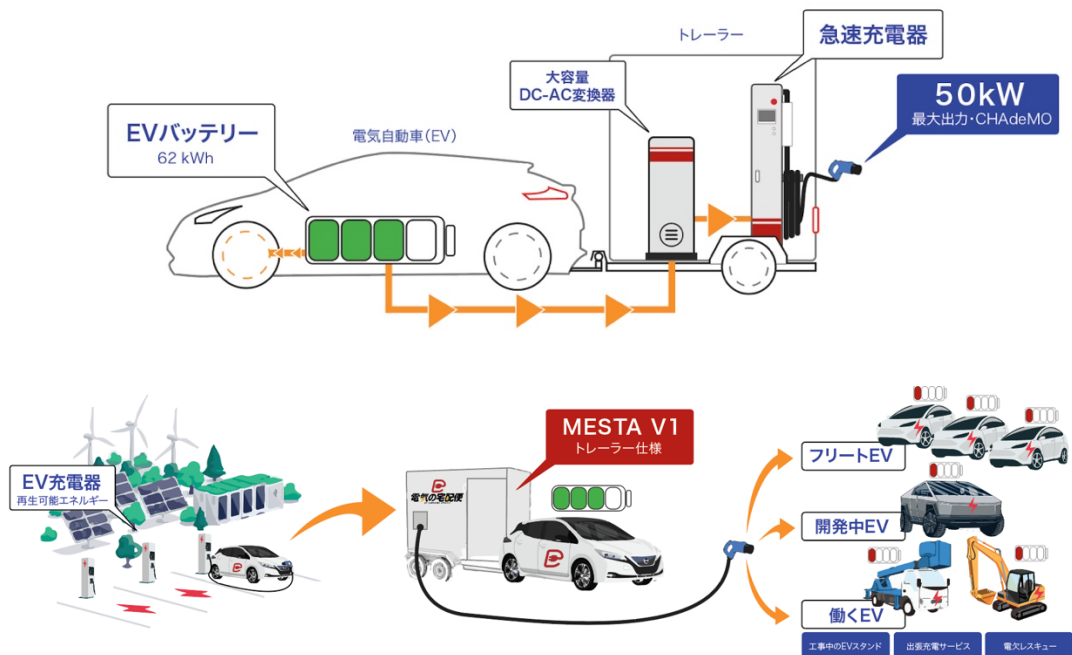 トレーラー
急速充電器
大容量
DC-AC変換器
50kW
最大出力・CHAdeMO
EVバッテリー
62 kWh
電気自動車(EV)
MESTA V1
トレーラー仕様
EV充電器
再生可能エネルギー
電気の宅配便
フリートEV
開発中EV
働くEV
工事中のEVスタンド
出張充電サービス
電欠レスキュー